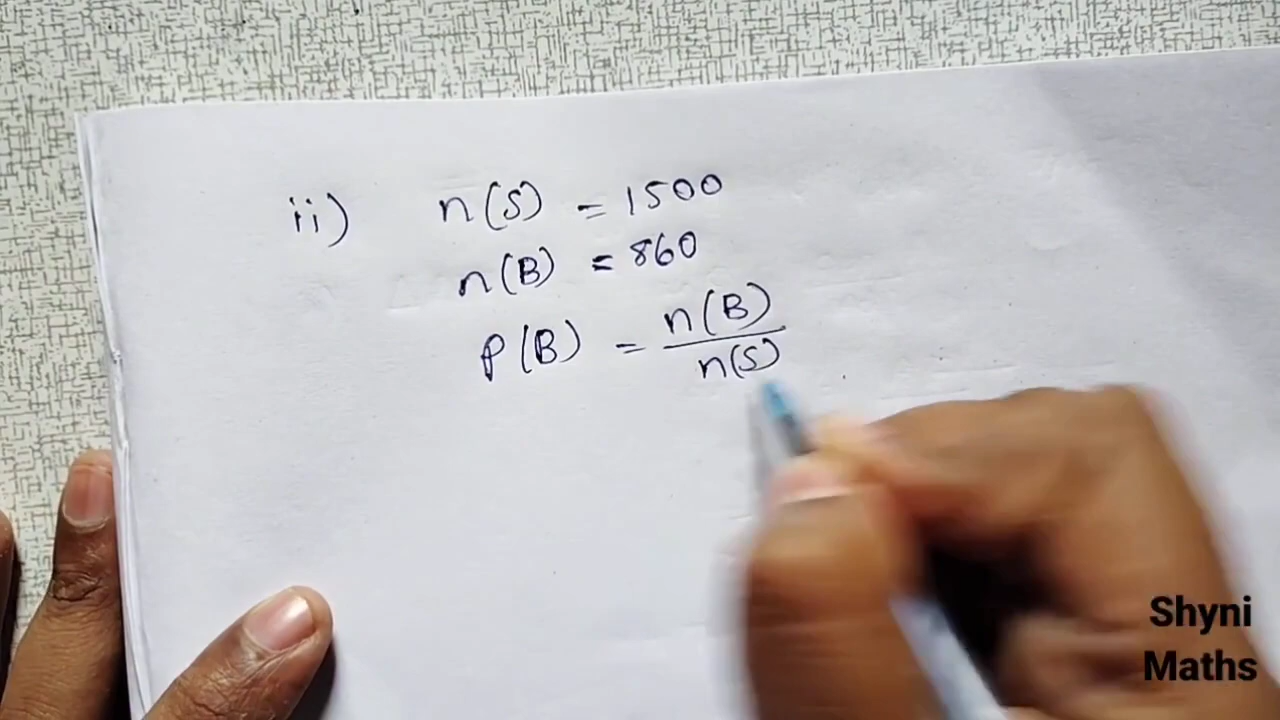 ii) n(S) = 1500
n(B) = 860
P(B) = n(B)/n(S)
Shyni
Maths